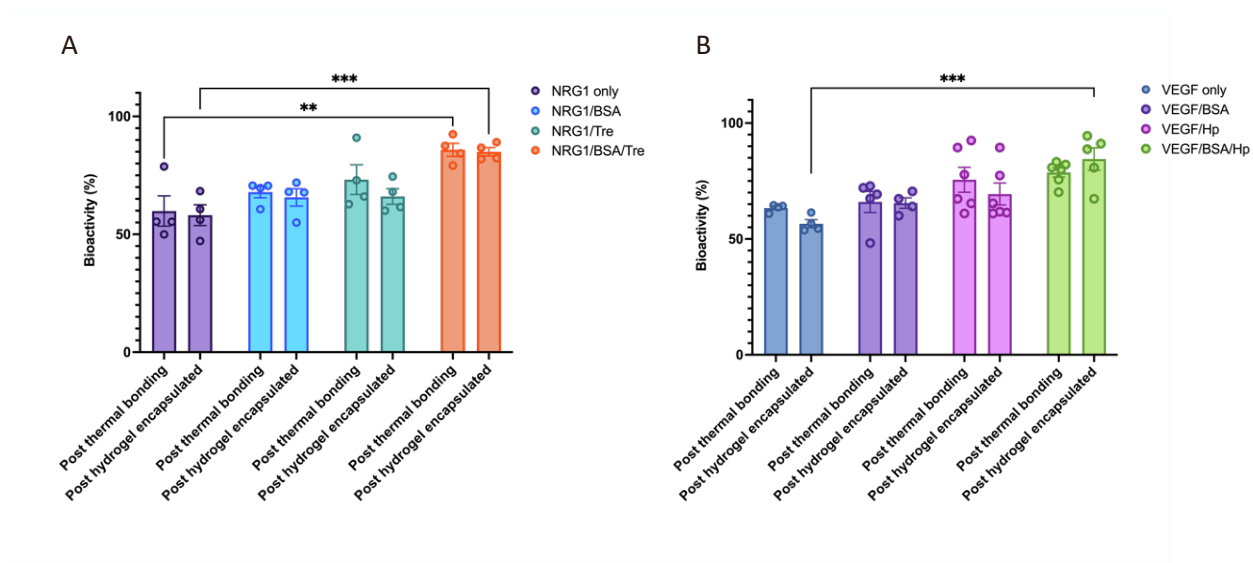 A
***
**
100
50
0
Bioactivity (%)
NRG1 only
NRG1/BSA
NRG1/Tre
NRG1/BSA/Tre
Post thermal bonding
Post hydrogel encapsulated
Post thermal bonding
Post hydrogel encapsulated
Post thermal bonding
Post hydrogel encapsulated
Post thermal bonding
Post hydrogel encapsulated
B
***
100
50
0
Bioactivity (%)
VEGF only
VEGF/BSA
VEGF/Hp
VEGF/BSA/Hp
Post thermal bonding
Post hydrogel encapsulated
Post thermal bonding
Post hydrogel encapsulated
Post thermal bonding
Post hydrogel encapsulated
Post thermal bonding
Post hydrogel encapsulated